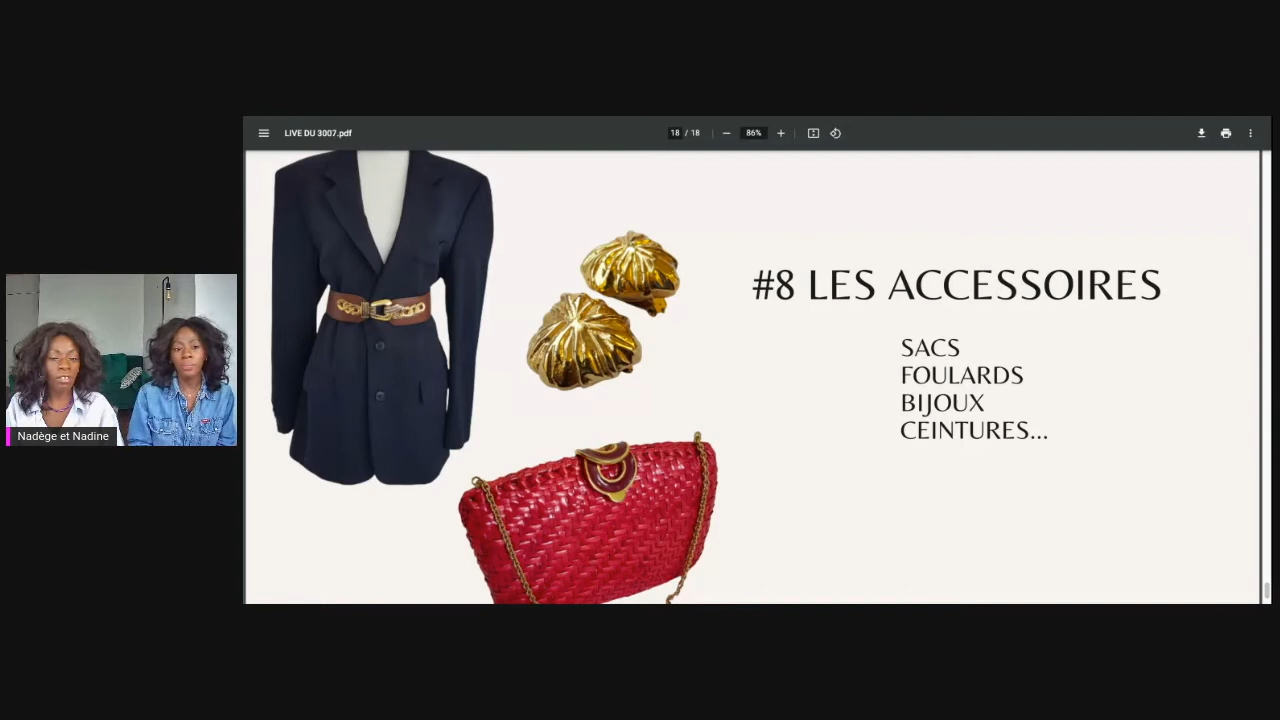 LIVE DU 3007.pdf
18 / 18
86%
#8 LES ACCESSOIRES
SACS
FOULARDS
BIJOUX
CEINTURES...
Nadège et Nadine